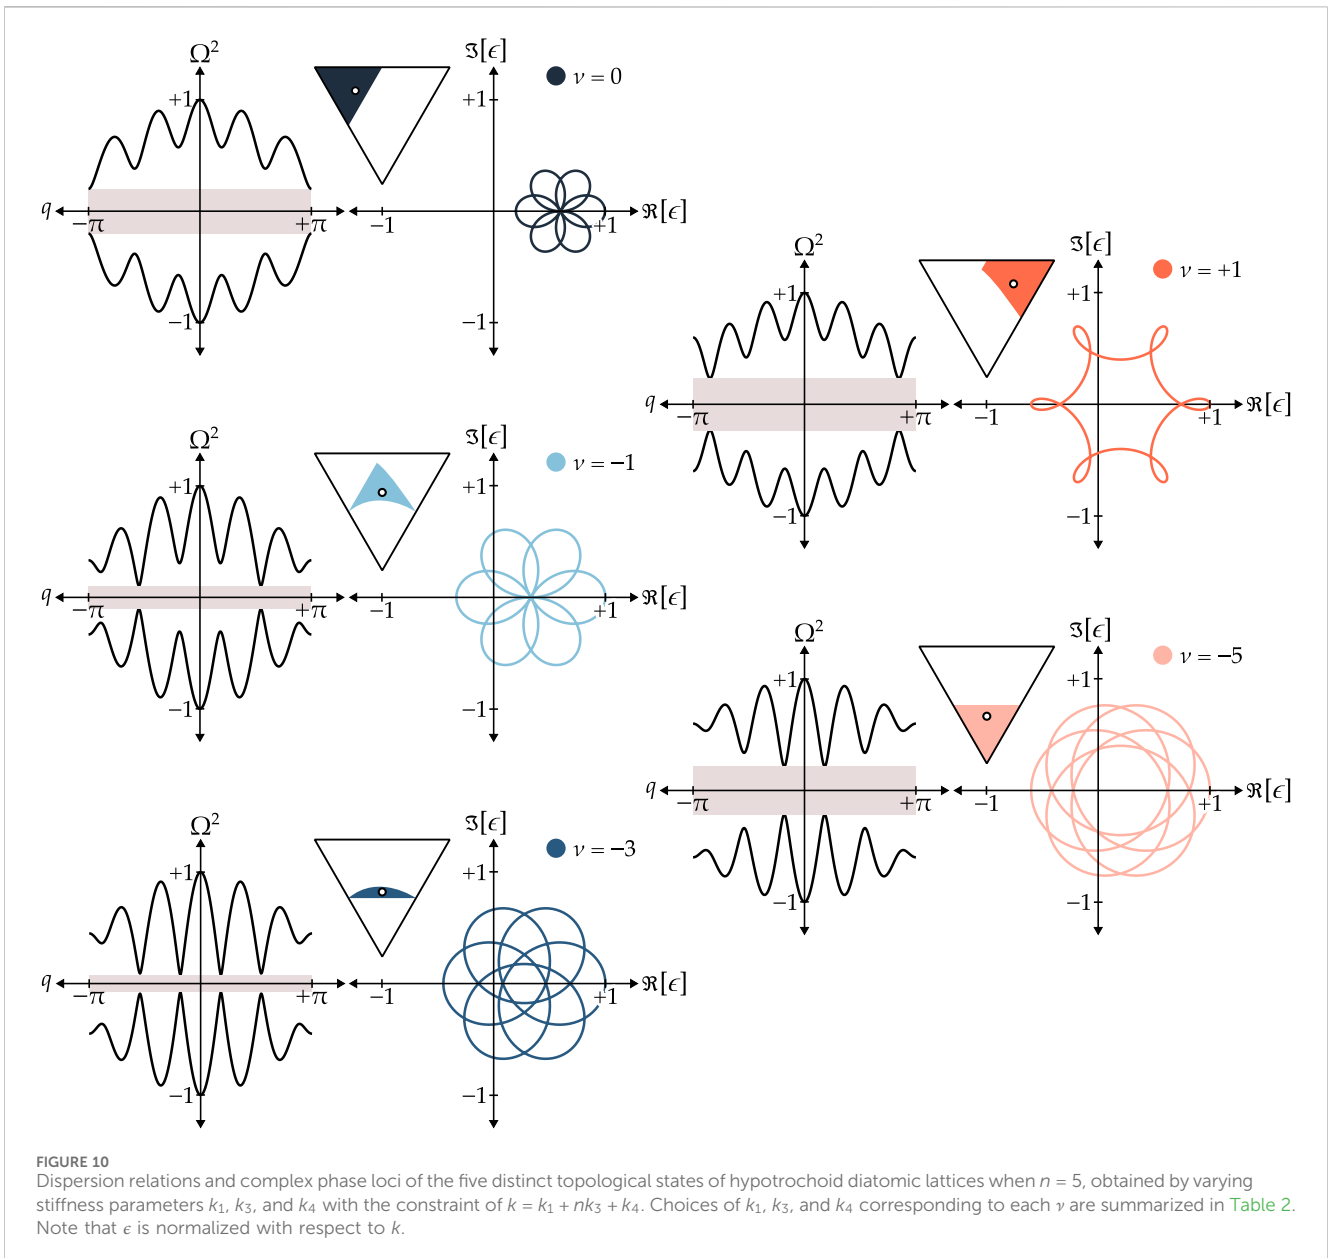 Ω²
ℑ[ϵ]
ν = 0
+1
+1
q
−π
+π
−1
+1
ℜ[ϵ]
−1
−1
Ω²
ℑ[ϵ]
ν = +1
+1
+1
q
−π
+π
−1
+1
ℜ[ϵ]
−1
−1
Ω²
ℑ[ϵ]
ν = −1
+1
+1
q
−π
+π
−1
+1
ℜ[ϵ]
−1
−1
Ω²
ℑ[ϵ]
ν = −5
+1
+1
q
−π
+π
−1
+1
ℜ[ϵ]
−1
−1
Ω²
ℑ[ϵ]
ν = −3
+1
+1
q
−π
+π
−1
+1
ℜ[ϵ]
−1
−1
FIGURE 10
Dispersion relations and complex phase loci of the five distinct topological states of hypotrochoid diatomic lattices when n = 5, obtained by varying
stiffness parameters k₁, k₃, and k₄ with the constraint of k = k₁ + nk₃ + k₄. Choices of k₁, k₃, and k₄ corresponding to each ν are summarized in Table 2.
Note that ϵ is normalized with respect to k.